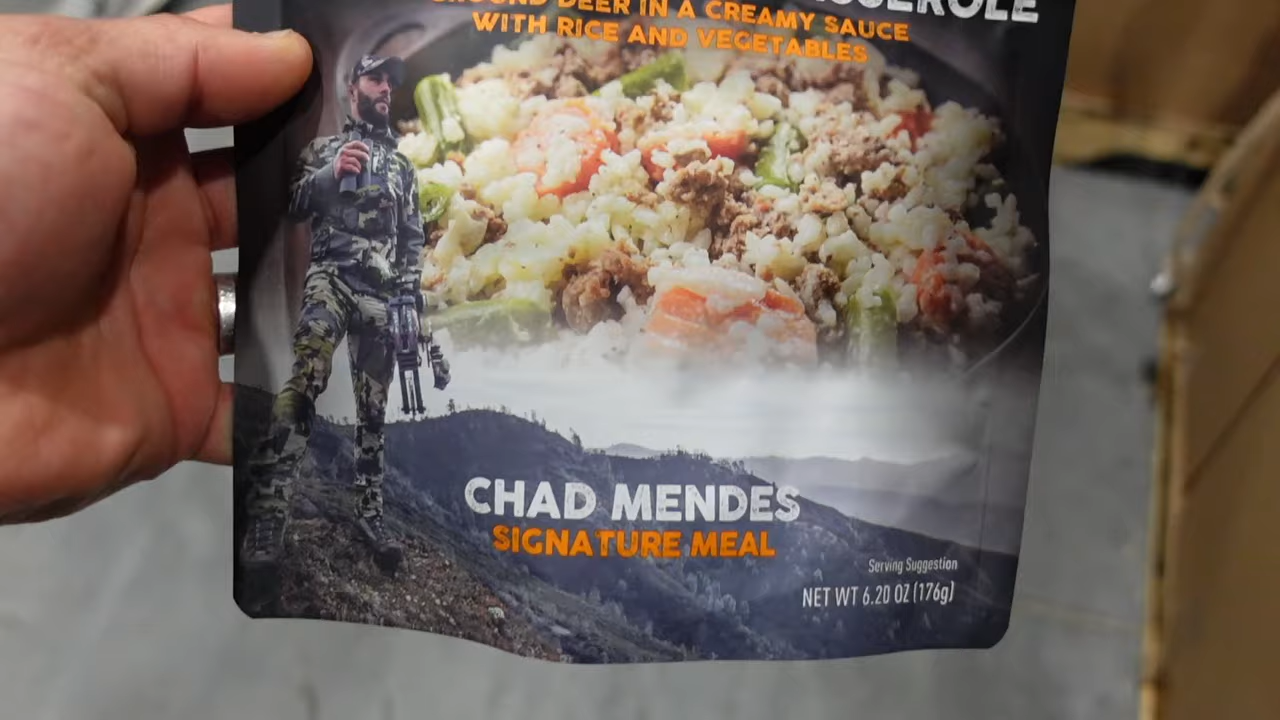 GROUND DEER IN A CREAMY SAUCE
WITH RICE AND VEGETABLES
CHAD MENDES
SIGNATURE MEAL
Serving Suggestion
NET WT 6.20 OZ (176g)